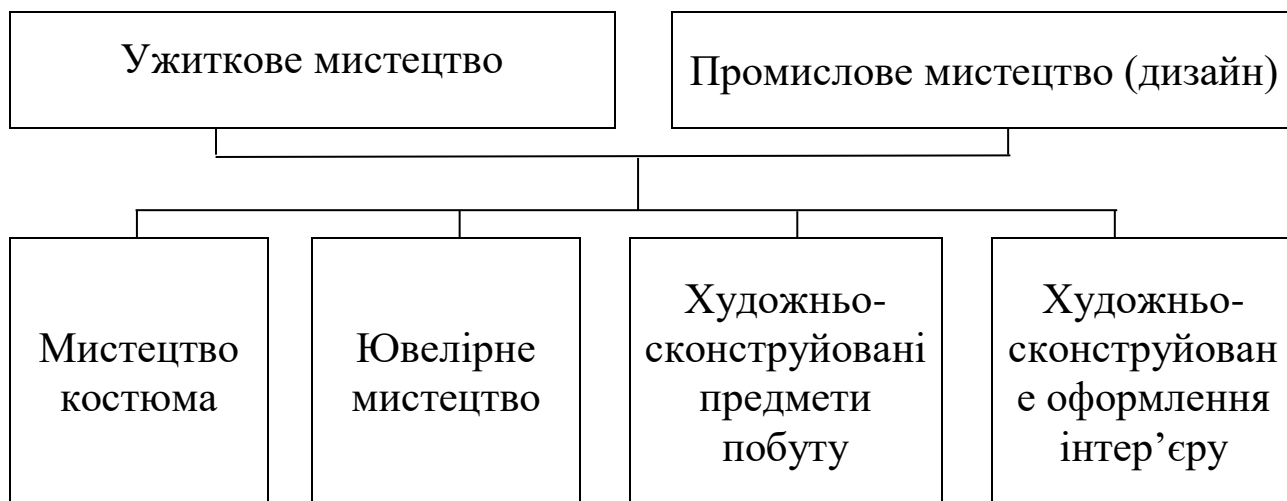 Ужиткове мистецтво
Промислове мистецтво (дизайн)
Мистецтво
костюма
Ювелірне
мистецтво
Художньо-
сконструйовані
предмети
побуту
Художньо-
сконструйован
е оформлення
інтер’єру